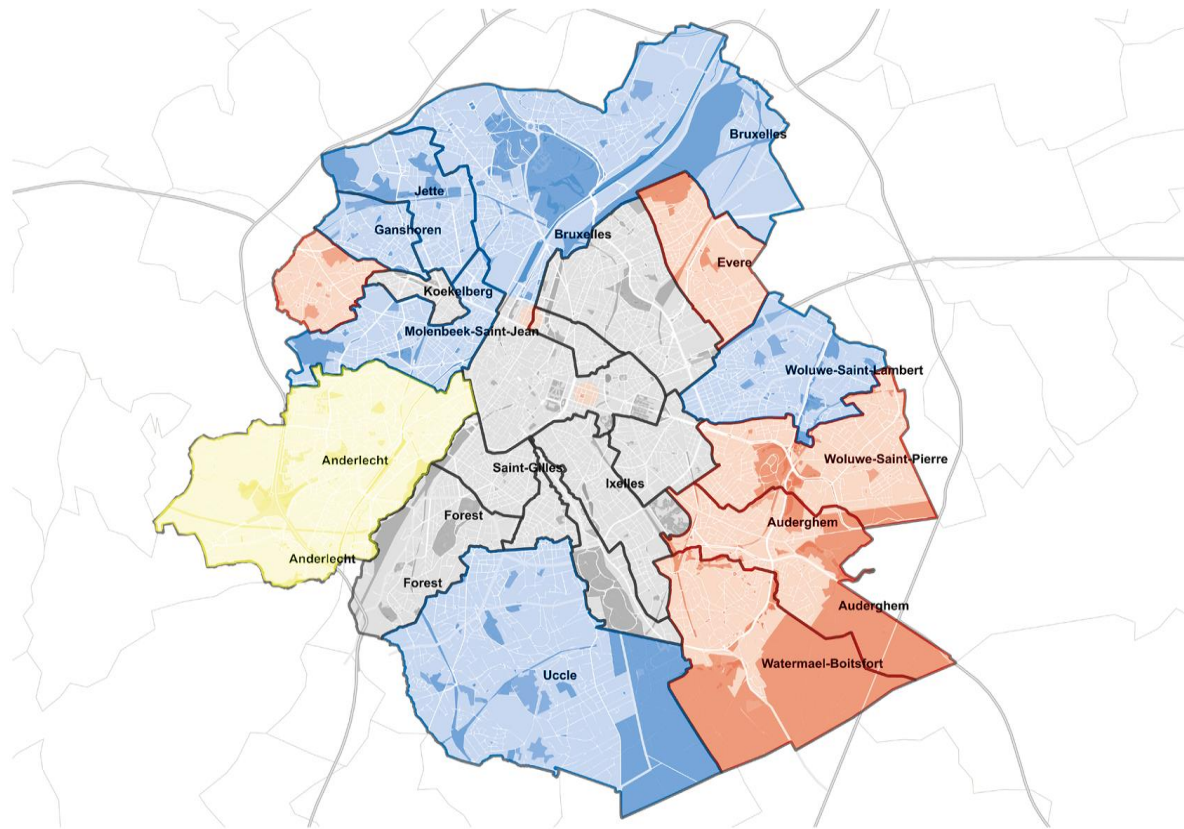 Bruxelles
Jette
Ganshoren
Bruxelles
Evere
Koekelberg
Molenbeek-Saint-Jean
Woluwe-Saint-Lambert
Anderlecht
Woluwe-Saint-Pierre
Saint-Gilles
Ixelles
Forest
Auderghem
Anderlecht
Forest
Auderghem
Watermael-Boitsfort
Uccle